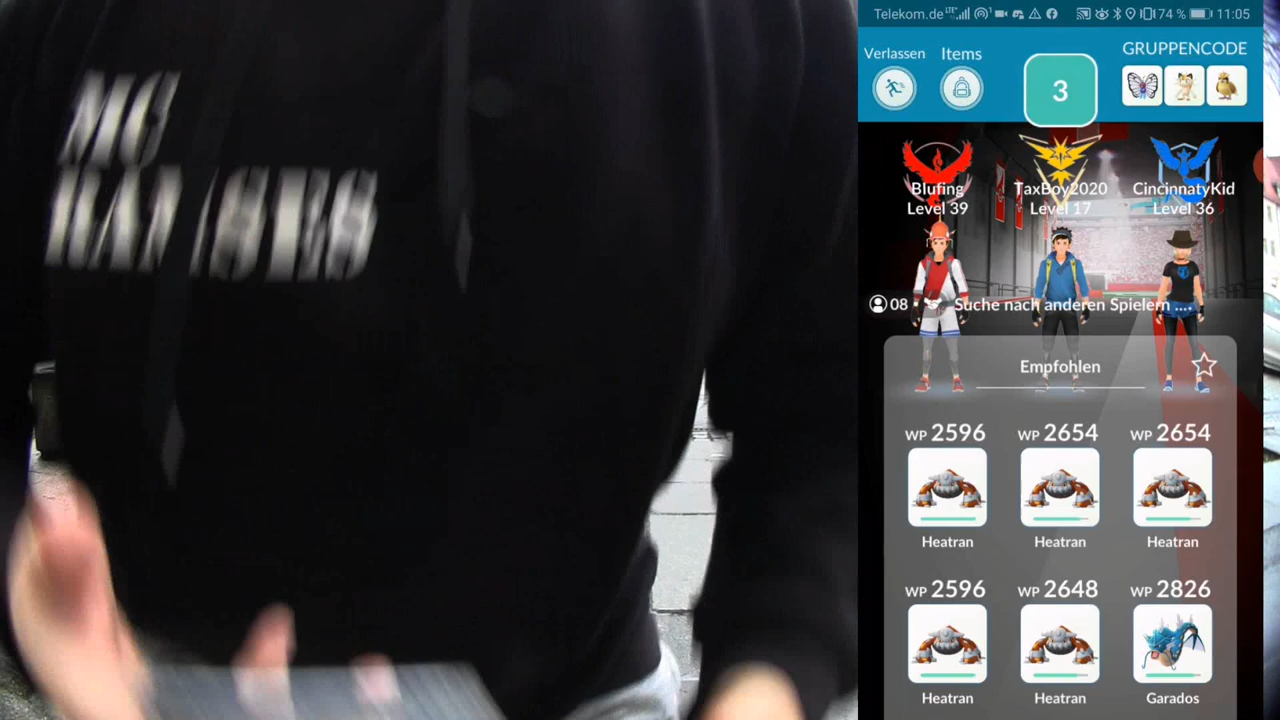 MC
Telekom.de LTE 74 % 11:05
Verlassen
Items
3
GRUPPENCODE
Blufing
Level 39
TaxBoy2020
Level 17
CincinnatyKid
Level 36
08 Suche nach anderen Spielern ....
Empfohlen
WP 2596 WP 2654 WP 2654
Heatran Heatran Heatran
WP 2596 WP 2648 WP 2826
Heatran Heatran Garados